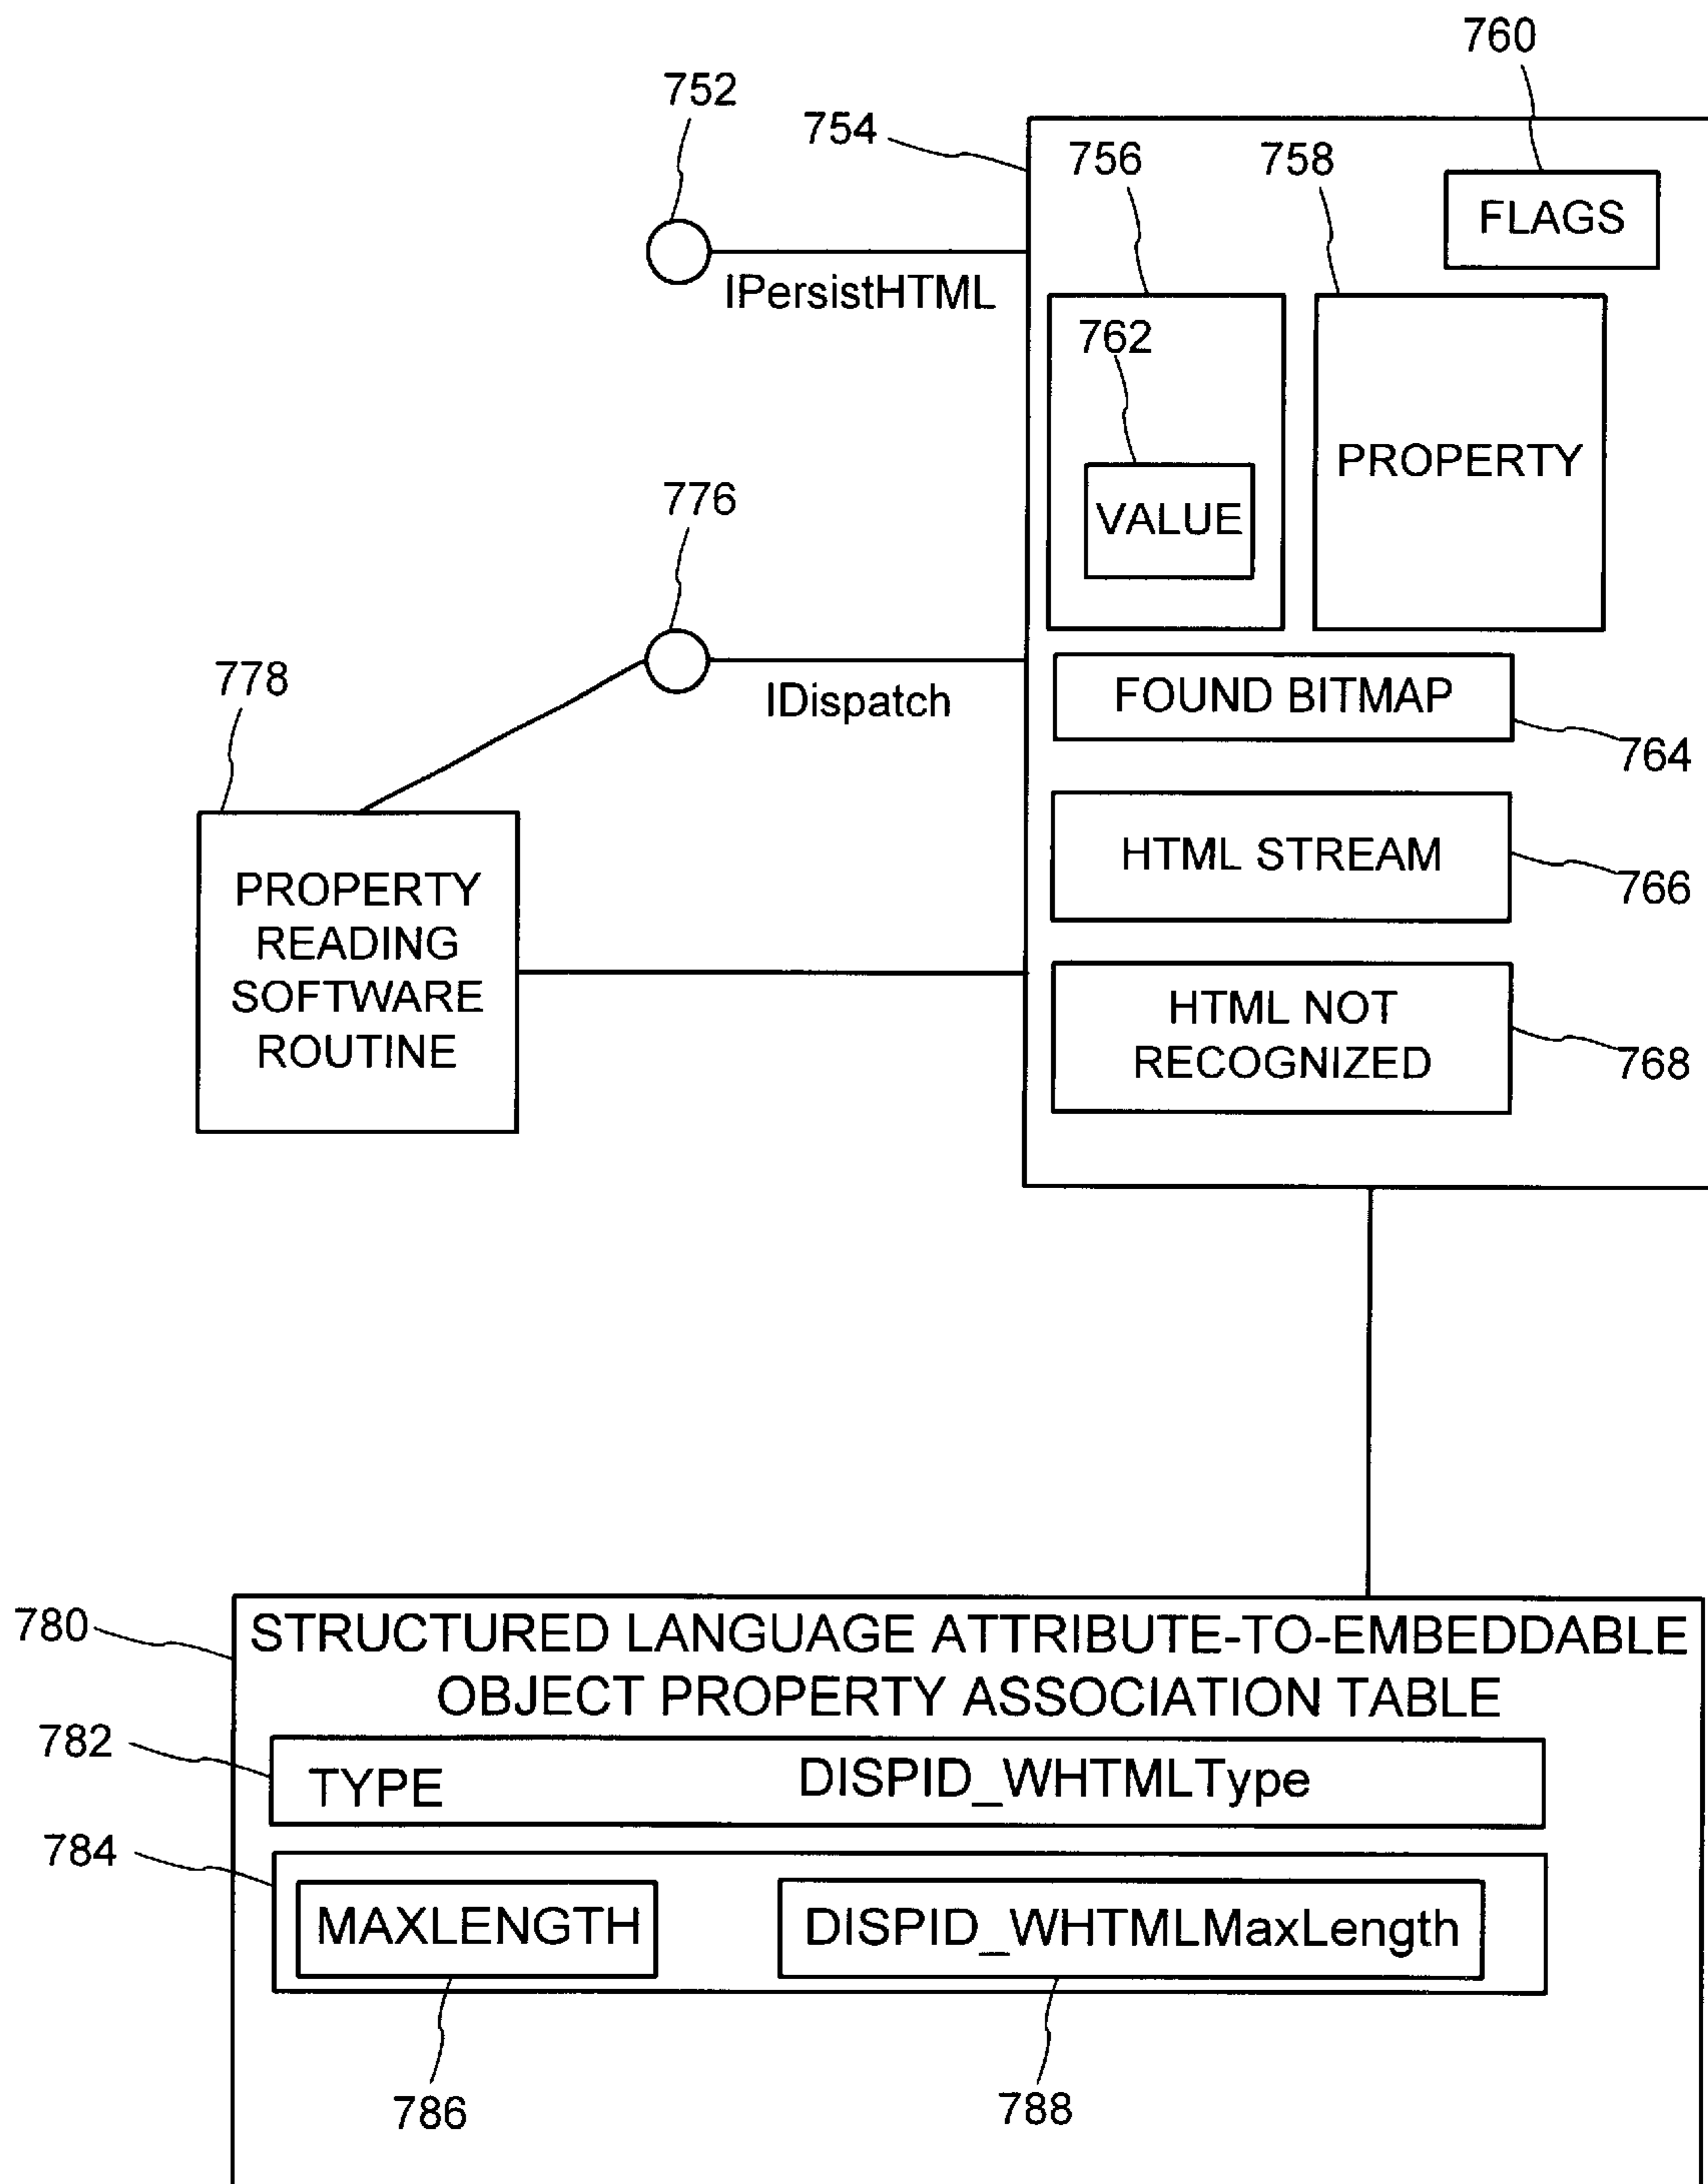 760
752
754
756
758
FLAGS
IPersistHTML
762
PROPERTY
VALUE
776
778
IDispatch
FOUND BITMAP
764
HTML STREAM
766
PROPERTY
READING
SOFTWARE
ROUTINE
HTML NOT
RECOGNIZED
768
780
STRUCTURED LANGUAGE ATTRIBUTE-TO-EMBEDDABLE
OBJECT PROPERTY ASSOCIATION TABLE
782
TYPE DISPID_WHTMLType
784
MAXLENGTH DISPID_WHTMLMaxLength
786
788